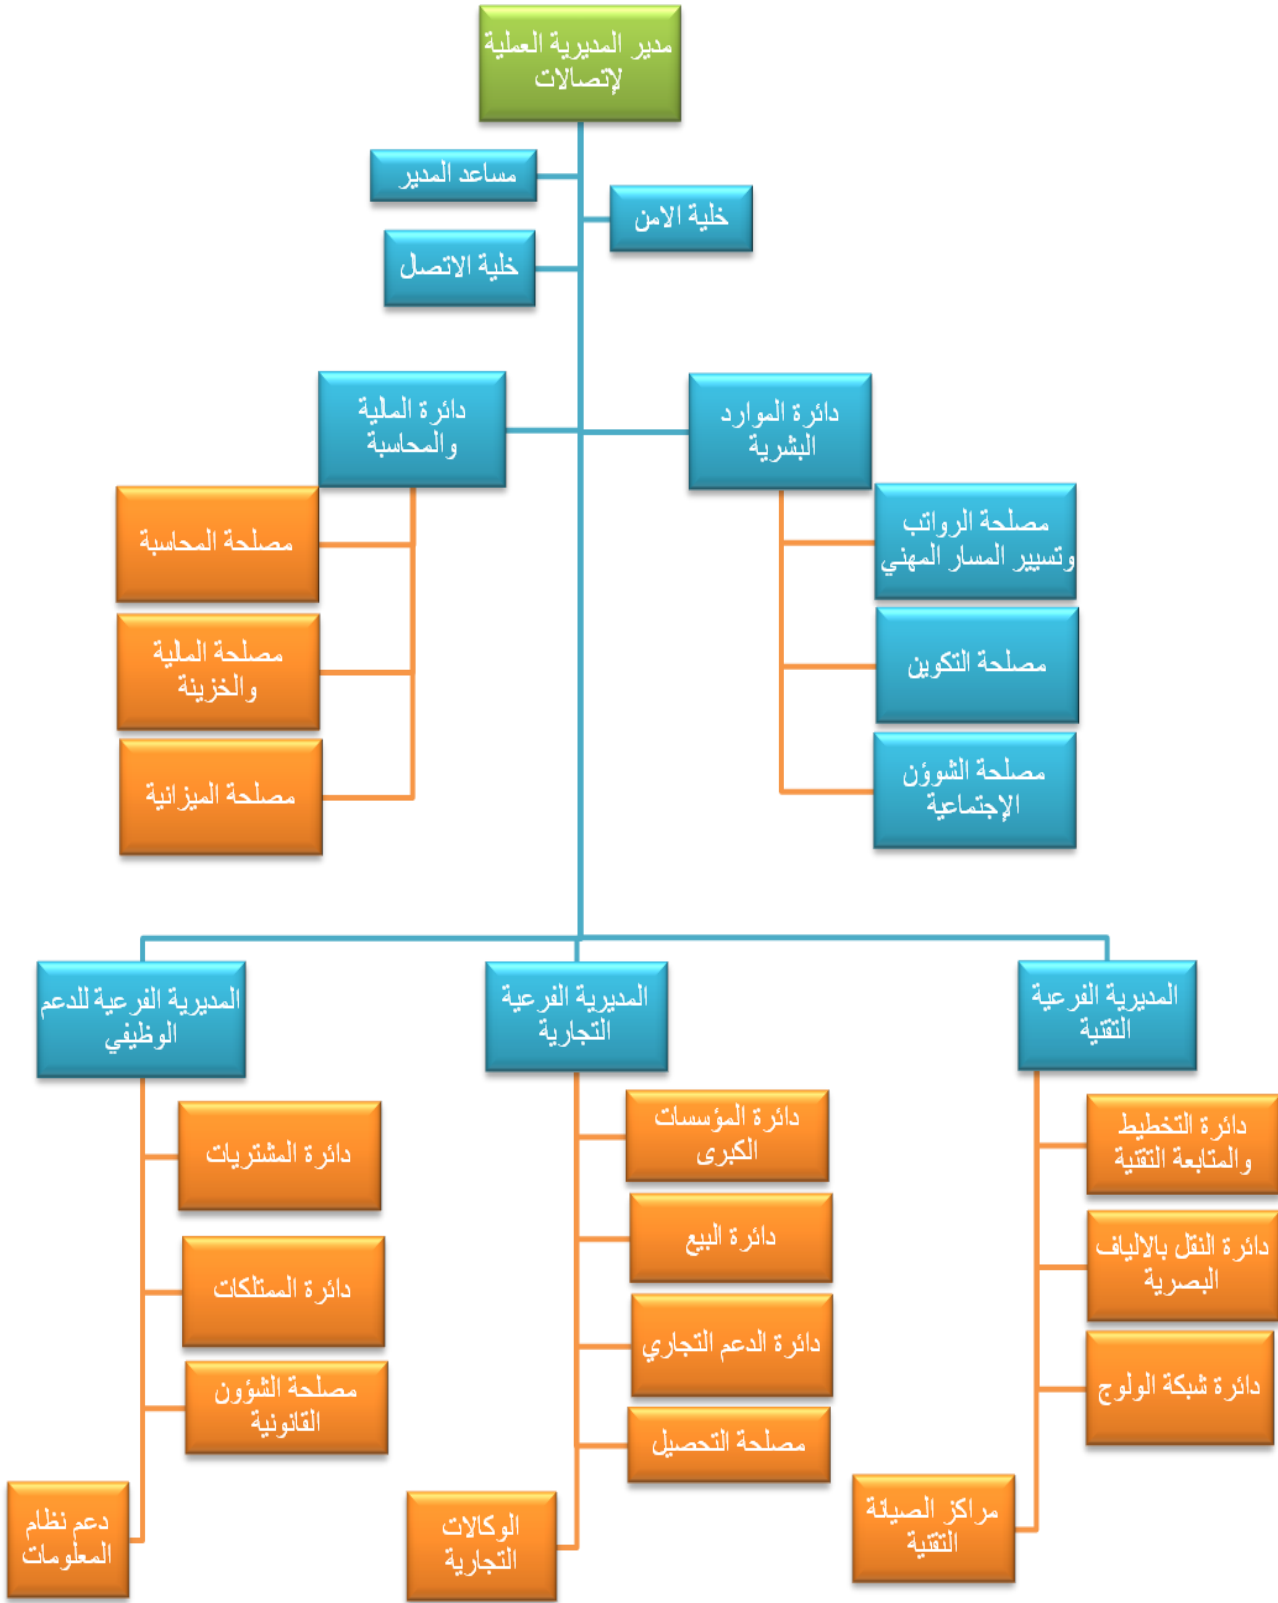 مدير المديرية العملية
لإتصالات
مساعد المدير
خلية الامن
خلية الاتصال
دائرة الموارد
البشرية
دائرة المالية
والمحاسبة
مصلحة الرواتب
وتسيير المسار المهني
مصلحة التكوين
مصلحة الشوؤن
الإجتماعية
مصلحة المحاسبة
مصلحة المالية
والخزينة
مصلحة الميزانية
المديرية الفرعية
التقنية
دائرة التخطيط
والمتابعة التقنية
دائرة النقل بالالياف
البصرية
دائرة شبكة الولوج
مراكز الصيانة
التقنية
المديرية الفرعية
التجارية
دائرة المؤسسات
الكبرى
دائرة البيع
دائرة الدعم التجاري
مصلحة التحصيل
الوكالات
التجارية
المديرية الفرعية للدعم
الوظيفي
دائرة المشتريات
دائرة الممتلكات
مصلحة الشؤون
القانونية
دعم نظام
المعلومات